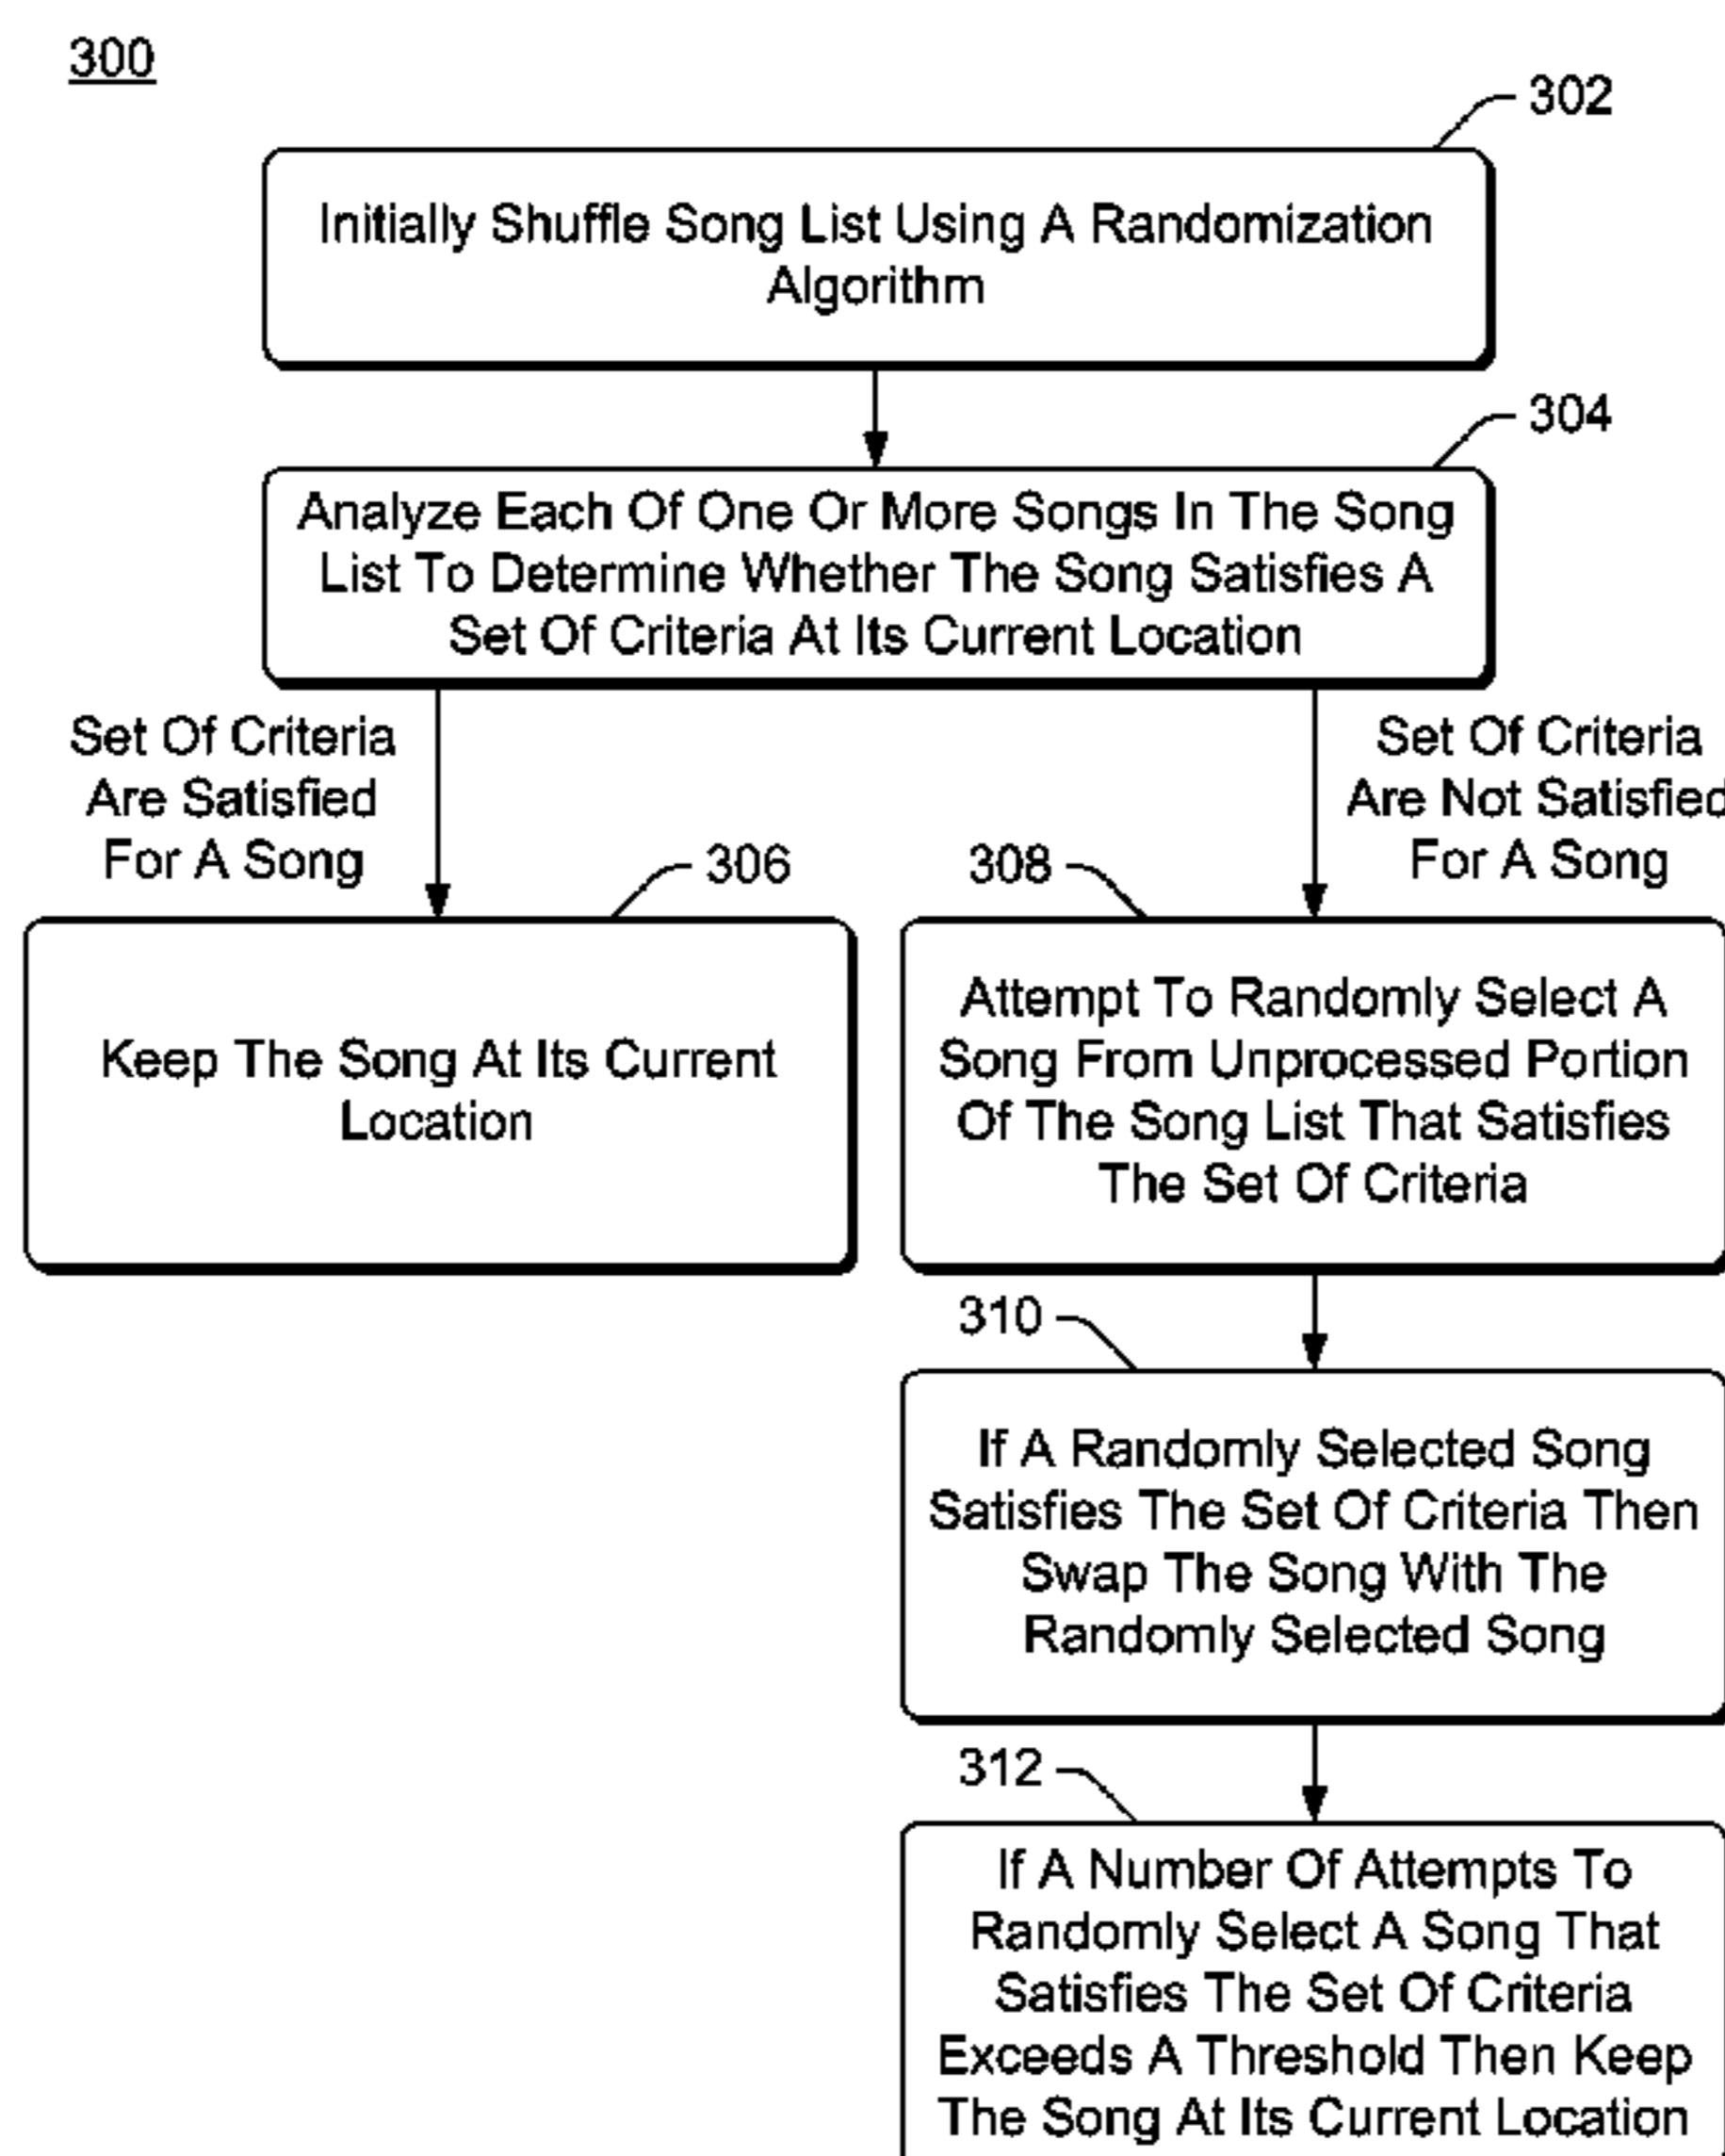 300
302
Initially Shuffle Song List Using A Randomization
Algorithm
304
Analyze Each Of One Or More Songs In The Song
List To Determine Whether The Song Satisfies A
Set Of Criteria At Its Current Location
Set Of Criteria
Are Satisfied
For A Song
Set Of Criteria
Are Not Satisfied
For A Song
306
Keep The Song At Its Current
Location
308
Attempt To Randomly Select A
Song From Unprocessed Portion
Of The Song List That Satisfies
The Set Of Criteria
310
If A Randomly Selected Song
Satisfies The Set Of Criteria Then
Swap The Song With The
Randomly Selected Song
312
If A Number Of Attempts To
Randomly Select A Song That
Satisfies The Set Of Criteria
Exceeds A Threshold Then Keep
The Song At Its Current Location